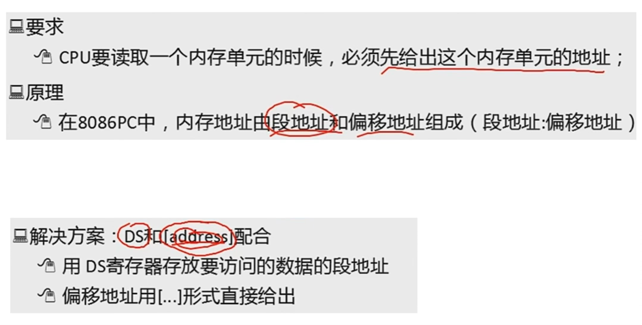 要求
CPU要读取一个内存单元的时候，必须先给出这个内存单元的地址；
原理
在8086PC中，内存地址由段地址和偏移地址组成（段地址:偏移地址）
解决方案：DS和[address]配合
用 DS寄存器存放要访问的数据的段地址
偏移地址用[...]形式直接给出